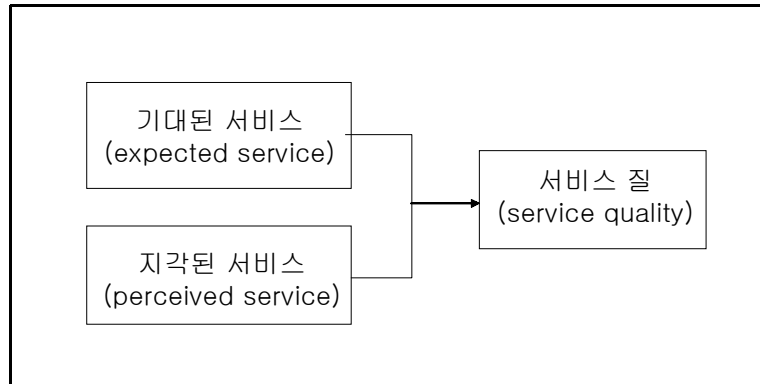 기대된 서비스
(expected service)
서비스 질
(service quality)
지각된 서비스
(perceived service)